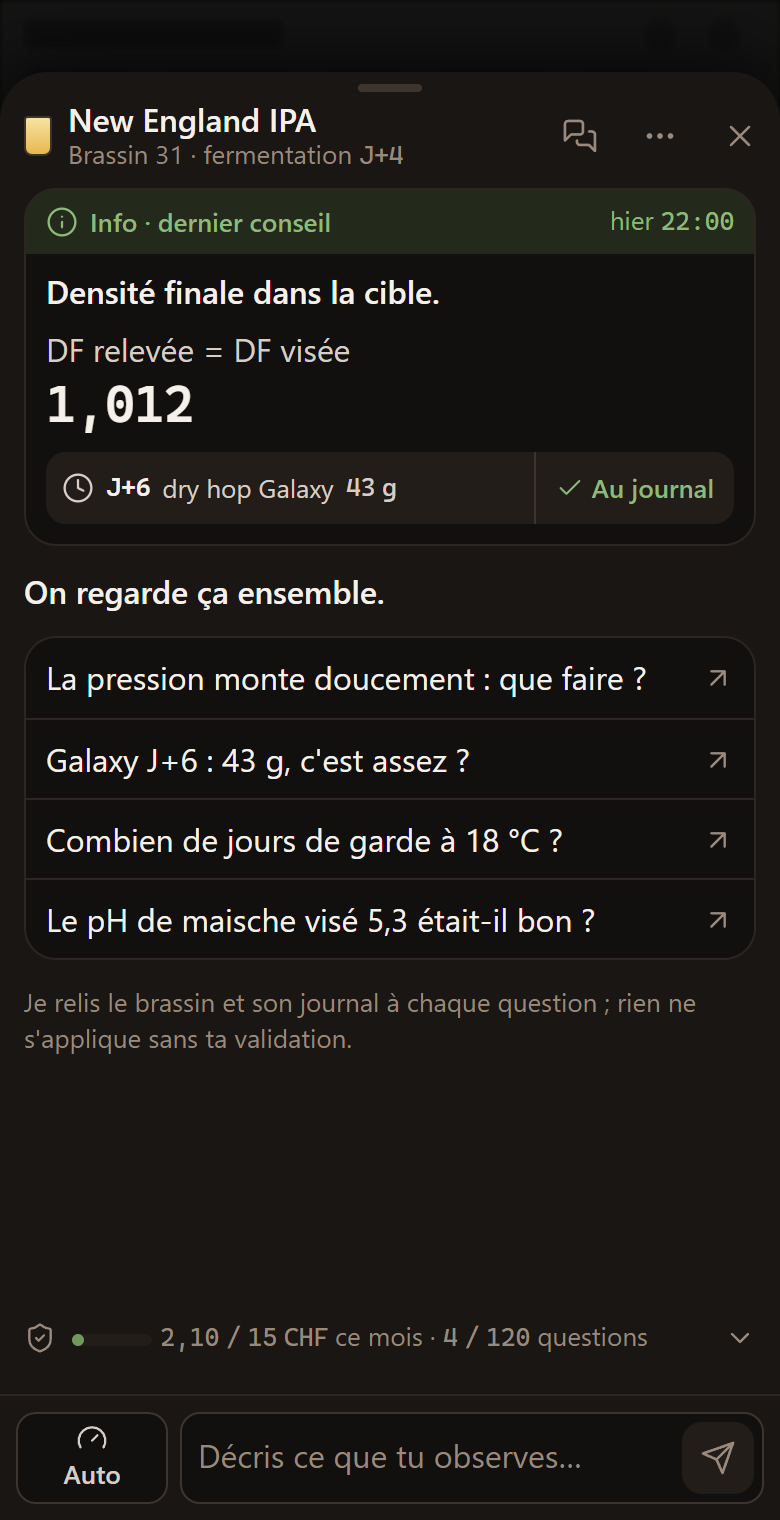 New England IPA
Brassin 31 · fermentation J+4
Info · dernier conseil
hier 22:00
Densité finale dans la cible.
DF relevée = DF visée
1,012
J+6 dry hop Galaxy 43 g
Au journal
On regarde ça ensemble.
La pression monte doucement : que faire ?
Galaxy J+6 : 43 g, c'est assez ?
Combien de jours de garde à 18 °C ?
Le pH de maische visé 5,3 était-il bon ?
Je relis le brassin et son journal à chaque question ; rien ne
s'applique sans ta validation.
2,10 / 15 CHF ce mois · 4 / 120 questions
Auto
Décris ce que tu observes…